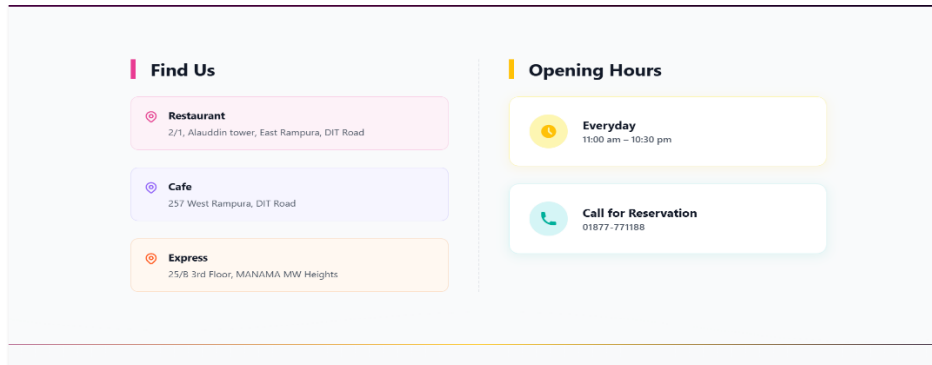 Find Us
Restaurant
2/1, Alauddin tower, East Rampura, DIT Road
Cafe
257 West Rampura, DIT Road
Express
25/B 3rd Floor, MANAMA MW Heights
Opening Hours
Everyday
11:00 am – 10:30 pm
Call for Reservation
01877-771188